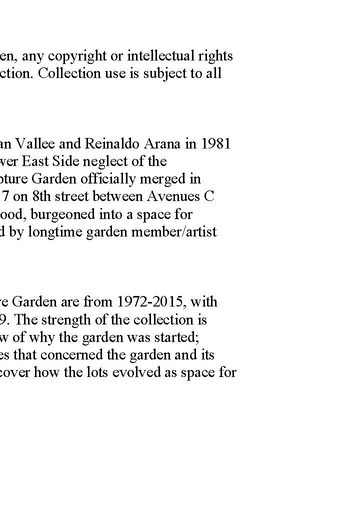 en, any copyright or intellectual rights
ction. Collection use is subject to all
an Vallee and Reinaldo Arana in 1981
wer East Side neglect of the
pture Garden officially merged in
7 on 8th street between Avenues C
ood, burgeoned into a space for
d by longtime garden member/artist
re Garden are from 1972-2015, with
9. The strength of the collection is
w of why the garden was started;
es that concerned the garden and its
cover how the lots evolved as space for